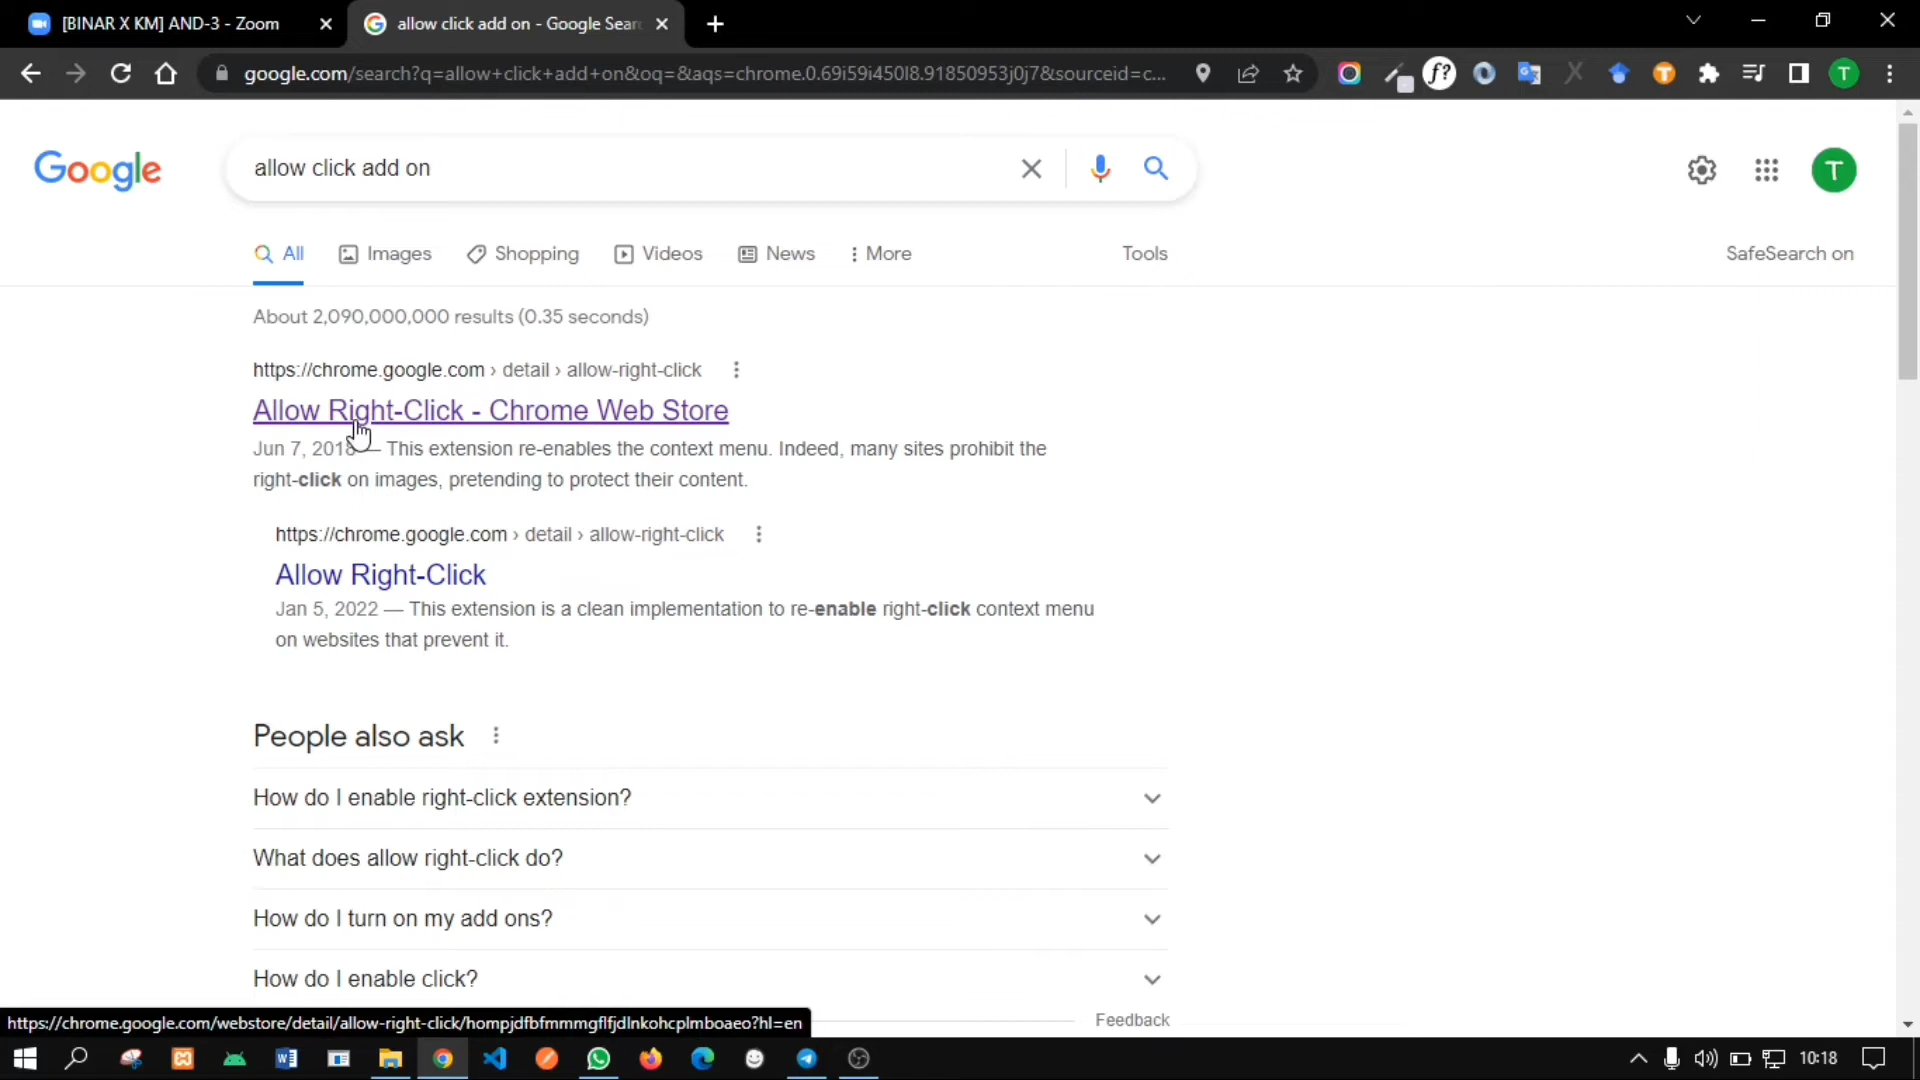 [BINAR X KM] AND-3 - Zoom
allow click add on - Google Sear
google.com/search?q=allow+click+add+on&oq=&aqs=chrome.0.69i59i450l8.91850953j0j7&sourceid=c...
f?
T
Google
allow click add on
T
All
Images
Shopping
Videos
News
More
Tools
SafeSearch on
About 2,090,000,000 results (0.35 seconds)
https://chrome.google.com › detail › allow-right-click
Allow Right-Click - Chrome Web Store
Jun 7, 2018 — This extension re-enables the context menu. Indeed, many sites prohibit the
right-click on images, pretending to protect their content.
https://chrome.google.com › detail › allow-right-click
Allow Right-Click
Jan 5, 2022 — This extension is a clean implementation to re-enable right-click context menu
on websites that prevent it.
People also ask
How do I enable right-click extension?
What does allow right-click do?
How do I turn on my add ons?
How do I enable click?
Feedback
https://chrome.google.com/webstore/detail/allow-right-click/hompjdfbfmmmgflfjdlnkohcplmboaeo?hl=en
10:18